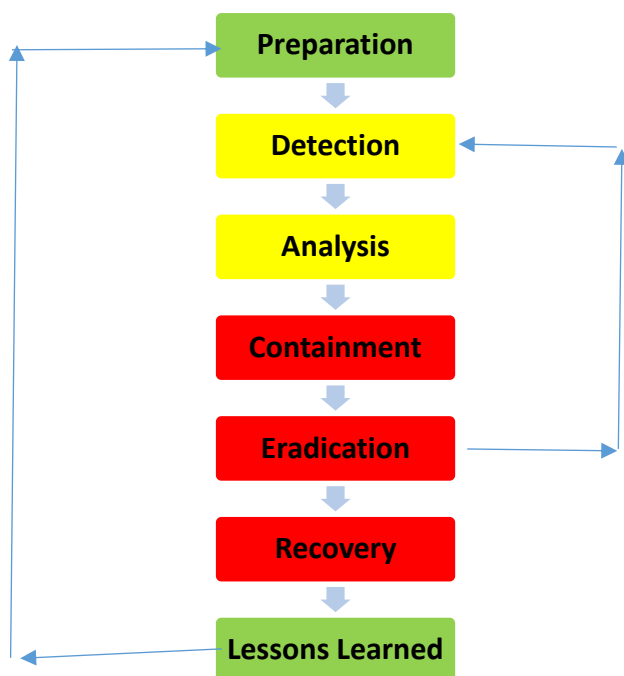 Preparation
Detection
Analysis
Containment
Eradication
Recovery
Lessons Learned